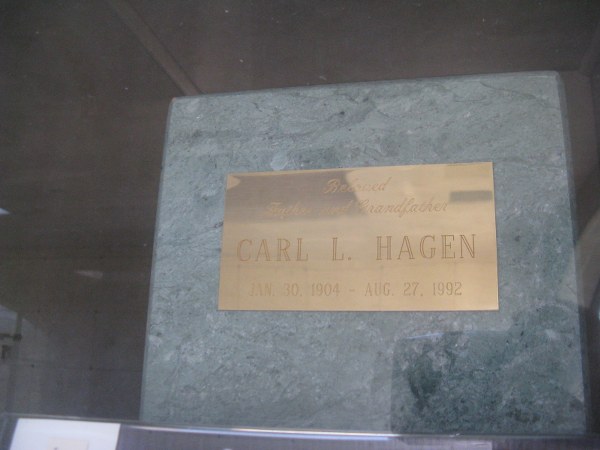 Beloved
Father and Grandfather
CARL L. HAGEN
JAN. 30, 1904 - AUG. 27, 1992